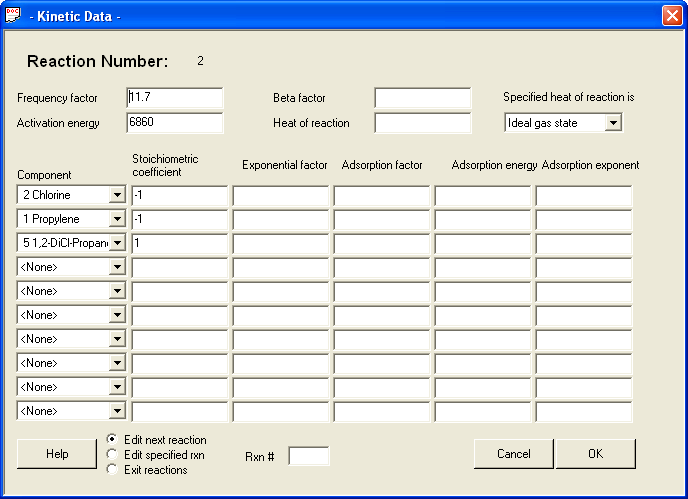 - Kinetic Data -
Reaction Number: 2
Frequency factor 11.7 Beta factor Specified heat of reaction is
Activation energy 6860 Heat of reaction Ideal gas state
Component Stoichiometric coefficient Exponential factor Adsorption factor Adsorption energy Adsorption exponent
2 Chlorine -1
1 Propylene -1
5 1,2-DiCl-Propan 1
<None>
<None>
<None>
<None>
<None>
<None>
<None>
Help
Edit next reaction
Edit specified rxn
Exit reactions
Rxn #
Cancel OK